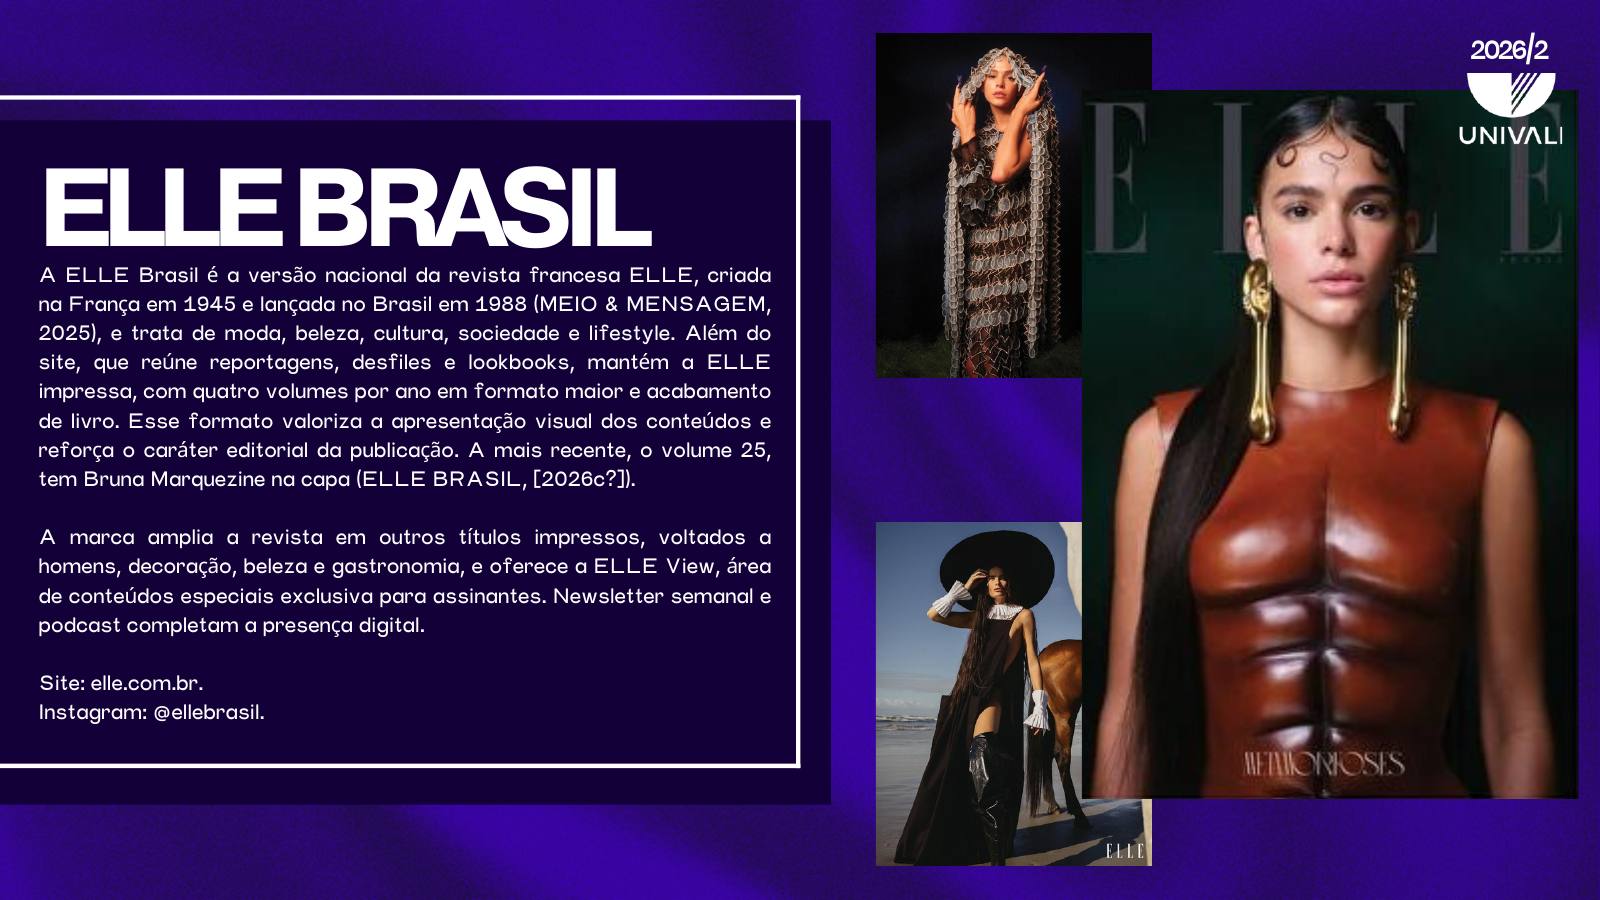 2026/2
UNIVALI
ELLE BRASIL
A ELLE Brasil é a versão nacional da revista francesa ELLE, criada
na França em 1945 e lançada no Brasil em 1988 (MEIO & MENSAGEM,
2025), e trata de moda, beleza, cultura, sociedade e lifestyle. Além do
site, que reúne reportagens, desfiles e lookbooks, mantém a ELLE
impressa, com quatro volumes por ano em formato maior e acabamento
de livro. Esse formato valoriza a apresentação visual dos conteúdos e
reforça o caráter editorial da publicação. A mais recente, o volume 25,
tem Bruna Marquezine na capa (ELLE BRASIL, [2026c?]).
A marca amplia a revista em outros títulos impressos, voltados a
homens, decoração, beleza e gastronomia, e oferece a ELLE View, área
de conteúdos especiais exclusiva para assinantes. Newsletter semanal e
podcast completam a presença digital.
Site: elle.com.br.
Instagram: @ellebrasil.
ELLE
METAMORFOSES
ELLE